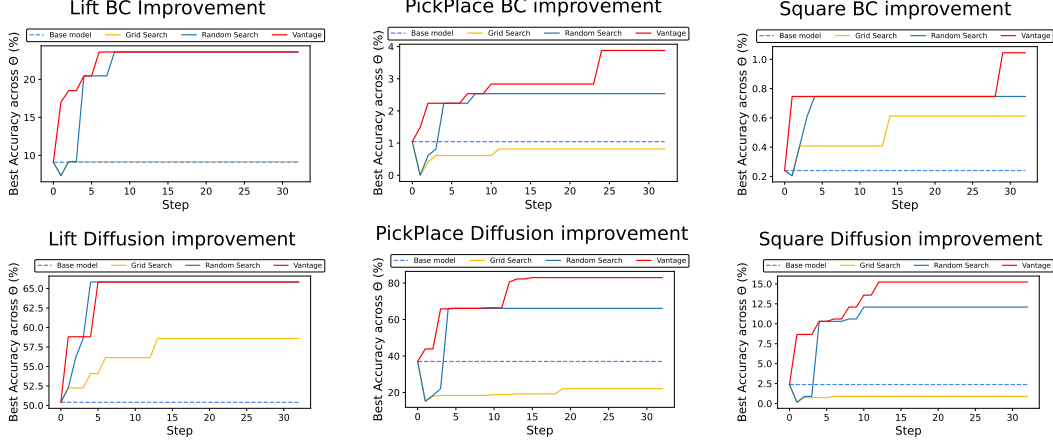 Lift BC Improvement
Base model Grid Search Random Search Vantage
Best Accuracy across Θ (%)
20
15
10
0 5 10 15 20 25 30
Step
PickPlace BC improvement
Base model Grid Search Random Search Vantage
Best Accuracy across Θ (%)
4
3
2
1
0
0 5 10 15 20 25 30
Step
Square BC improvement
Base model Grid Search Random Search Vantage
Best Accuracy across Θ (%)
1.0
0.8
0.6
0.4
0.2
0 5 10 15 20 25 30
Step
Lift Diffusion improvement
Base model Grid Search Random Search Vantage
Best Accuracy across Θ (%)
65.0
62.5
60.0
57.5
55.0
52.5
50.0
0 5 10 15 20 25 30
Step
PickPlace Diffusion improvement
Base model Grid Search Random Search Vantage
Best Accuracy across Θ (%)
80
60
40
20
0 5 10 15 20 25 30
Step
Square Diffusion improvement
Base model Grid Search Random Search Vantage
Best Accuracy across Θ (%)
15.0
12.5
10.0
7.5
5.0
2.5
0.0
0 5 10 15 20 25 30
Step